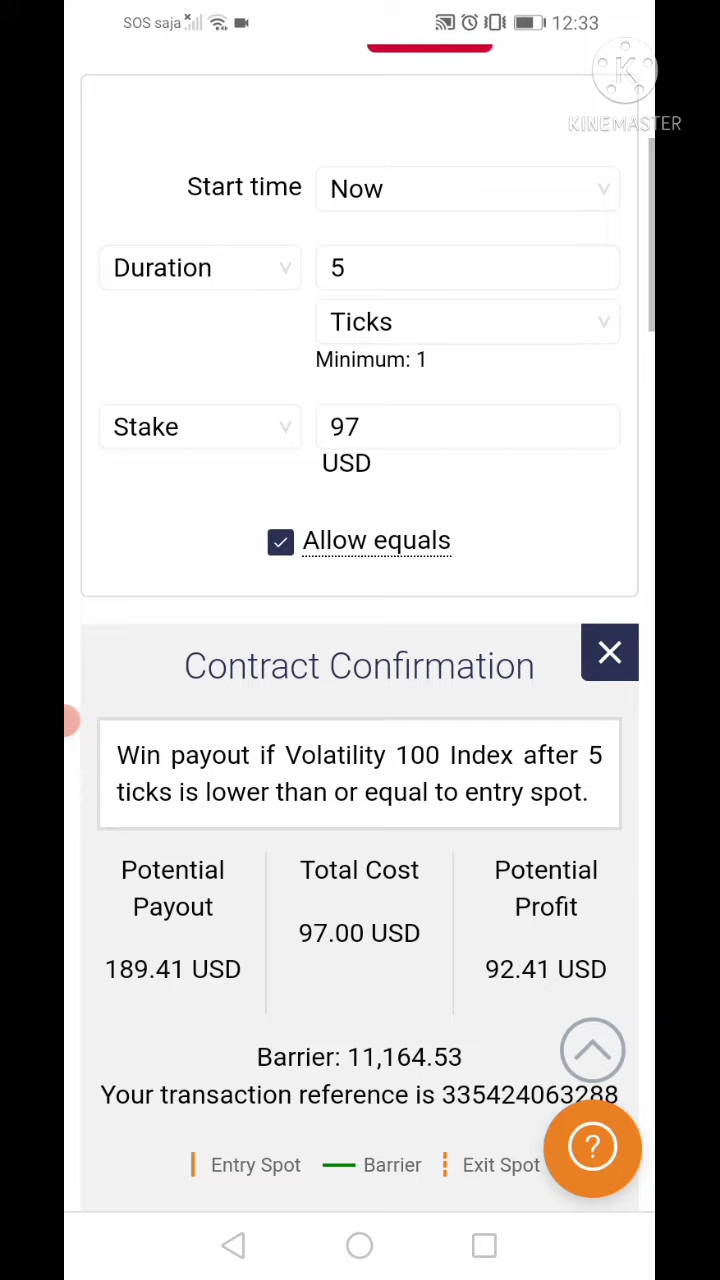 SOS saja
12:33
K
KINEMASTER
Start time
Now
Duration
5
Ticks
Minimum: 1
Stake
97
USD
Allow equals
Contract Confirmation
Win payout if Volatility 100 Index after 5
ticks is lower than or equal to entry spot.
Potential
Payout
189.41 USD
Total Cost
97.00 USD
Potential
Profit
92.41 USD
Barrier: 11,164.53
Your transaction reference is 335424063288
Entry Spot
Barrier
Exit Spot
?